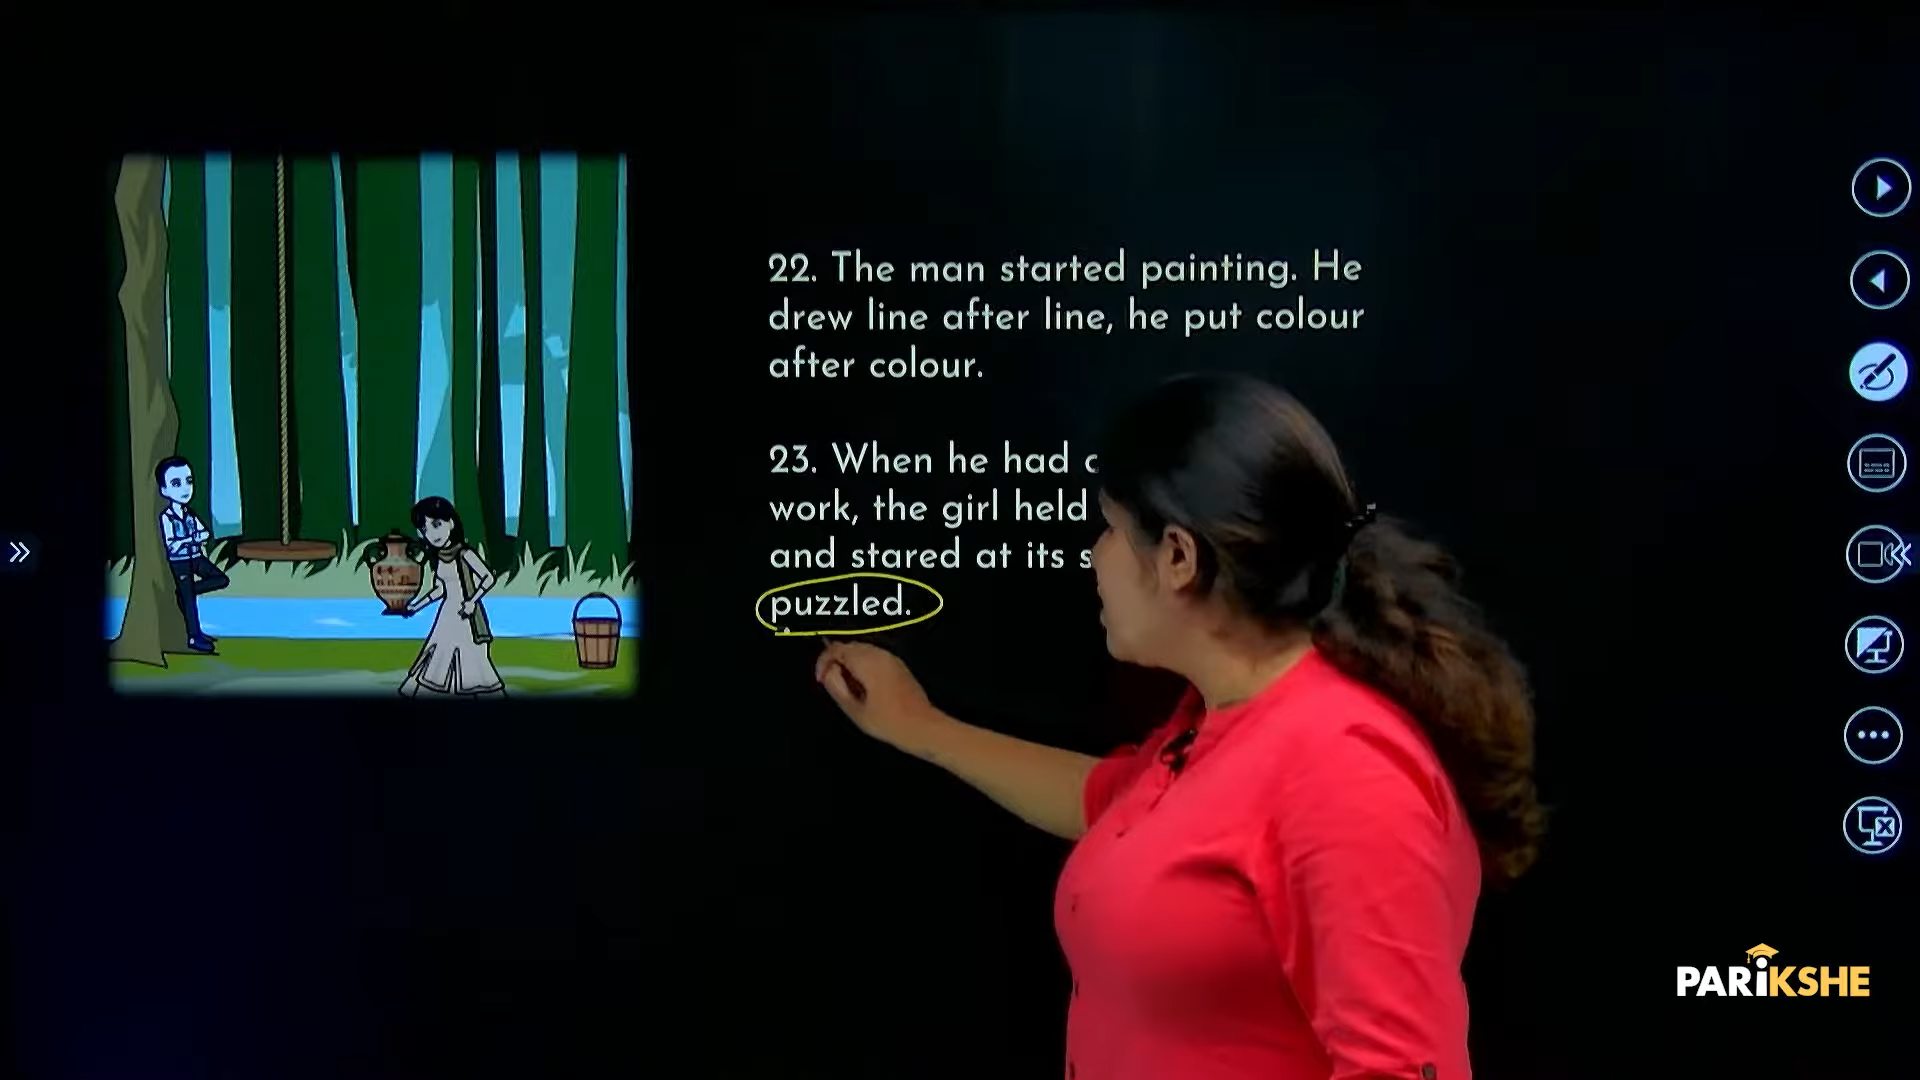 22. The man started painting. He
drew line after line, he put colour
after colour.
23. When he had
work, the girl held
and stared at its
puzzled.
PARiKSHE